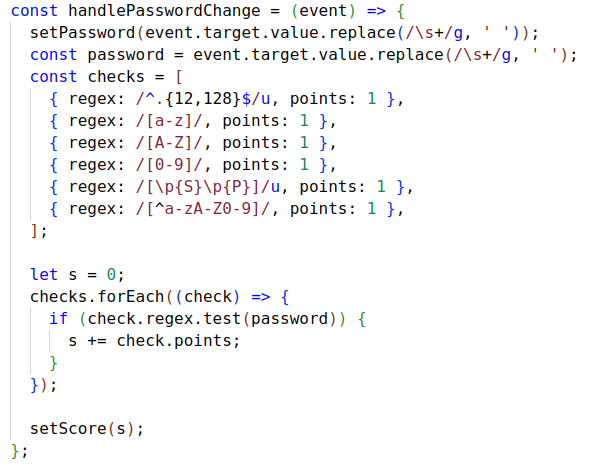 const handlePasswordChange = (event) => {
  setPassword(event.target.value.replace(/\s+/g, ' '));
  const password = event.target.value.replace(/\s+/g, ' ');
  const checks = [
    { regex: /^.{12,128}$/u, points: 1 },
    { regex: /[a-z]/, points: 1 },
    { regex: /[A-Z]/, points: 1 },
    { regex: /[0-9]/, points: 1 },
    { regex: /[\p{S}\p{P}]/u, points: 1 },
    { regex: /[^a-zA-Z0-9]/, points: 1 },
  ];

  let s = 0;
  checks.forEach((check) => {
    if (check.regex.test(password)) {
      s += check.points;
    }
  });

  setScore(s);
};